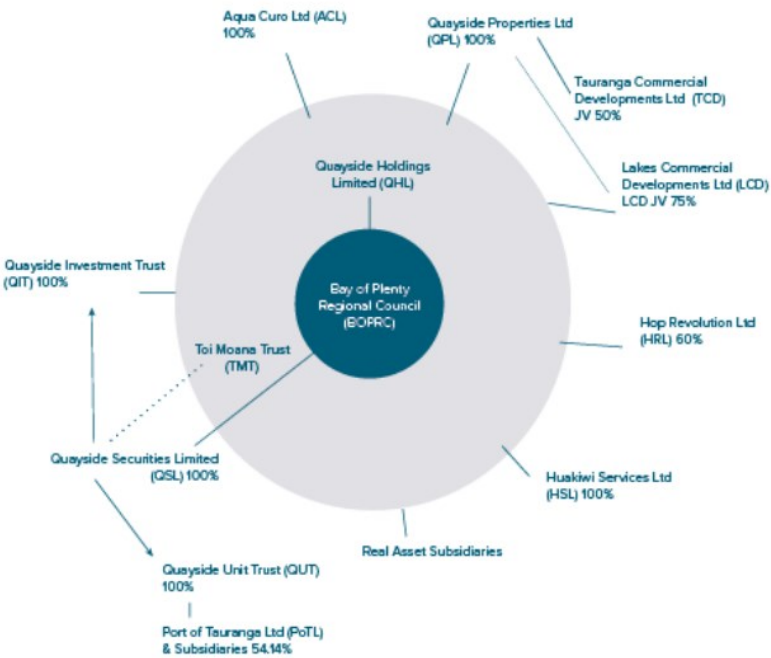 Aqua Curo Ltd (ACL)
100%
Quayside Properties Ltd
(QPL) 100%
Tauranga Commercial
Developments Ltd (TCD)
JV 50%
Quayside Holdings
Limited (QHL)
Lakes Commercial
Developments Ltd (LCD)
LCD JV 75%
Quayside Investment Trust
(QIT) 100%
Bay of Plenty
Regional Council
(BOPRC)
Hop Revolution Ltd
(HRL) 60%
Toi Moana Trust
(TMT)
Quayside Securities Limited
(QSL) 100%
Huakiwi Services Ltd
(HSL) 100%
Real Asset Subsidiaries
Quayside Unit Trust (QUT)
100%
Port of Tauranga Ltd (PoTL)
& Subsidiaries 54.14%